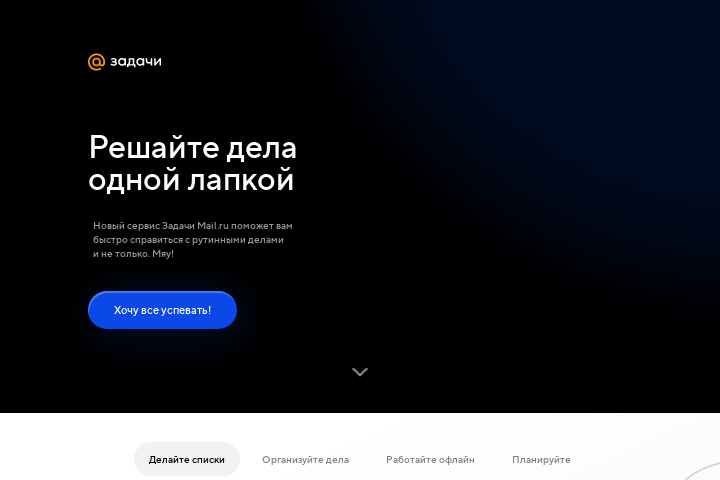 @ задачи
Решайте дела
одной лапкой
Новый сервис Задачи Mail.ru поможет вам
быстро справиться с рутинными делами
и не только. Мяу!
Хочу все успевать!
Делайте списки
Организуйте дела
Работайте офлайн
Планируйте